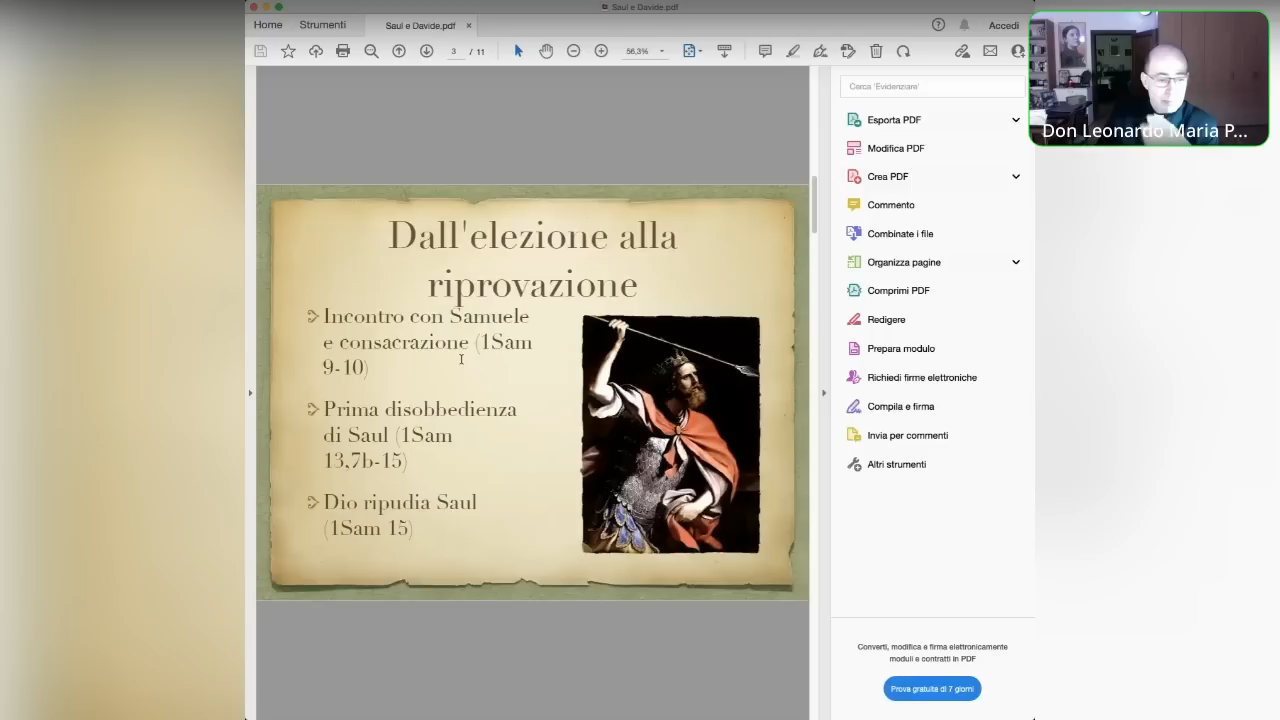 Saul e Davide.pdf
Home
Strumenti
Saul e Davide.pdf ×
Accedi
3 / 11
56,3%
Cerca 'Evidenziare'
Esporta PDF
Modifica PDF
Crea PDF
Commento
Combinate i file
Organizza pagine
Comprimi PDF
Redigere
Prepara modulo
Richiedi firme elettroniche
Compila e firma
Invia per commenti
Altri strumenti
Converti, modifica e firma elettronicamente
moduli e contratti in PDF
Prova gratuita di 7 giorni
Don Leonardo Maria P...
Dall'elezione alla
riprovazione
Incontro con Samuele
e consacrazione (1Sam
9-10)
Prima disobbedienza
di Saul (1Sam
13,7b-15)
Dio ripudia Saul
(1Sam 15)